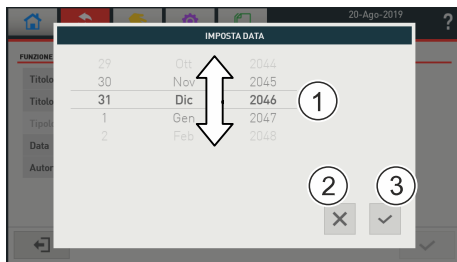 20-Ago-2019
?
IMPOSTA DATA
FUNZIONE
29 Ott 2044
30 Nov 2045
31 Dic 2046
1 Gen 2047
2 Feb 2048
1
Titolo
Titolo
Tipolo
Data
Autor
2 3